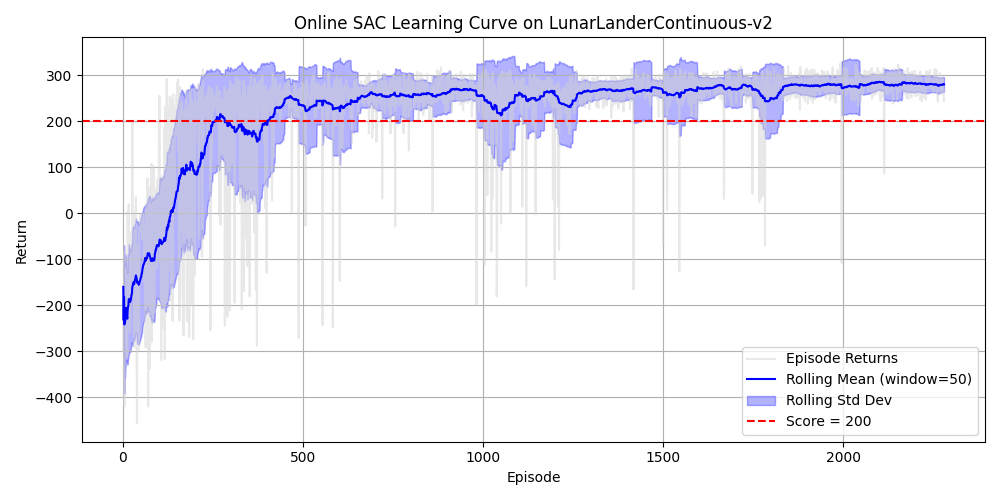 Online SAC Learning Curve on LunarLanderContinuous-v2
Return
300
200
100
0
−100
−200
−300
−400
0
500
1000
1500
2000
Episode
Episode Returns
Rolling Mean (window=50)
Rolling Std Dev
Score = 200